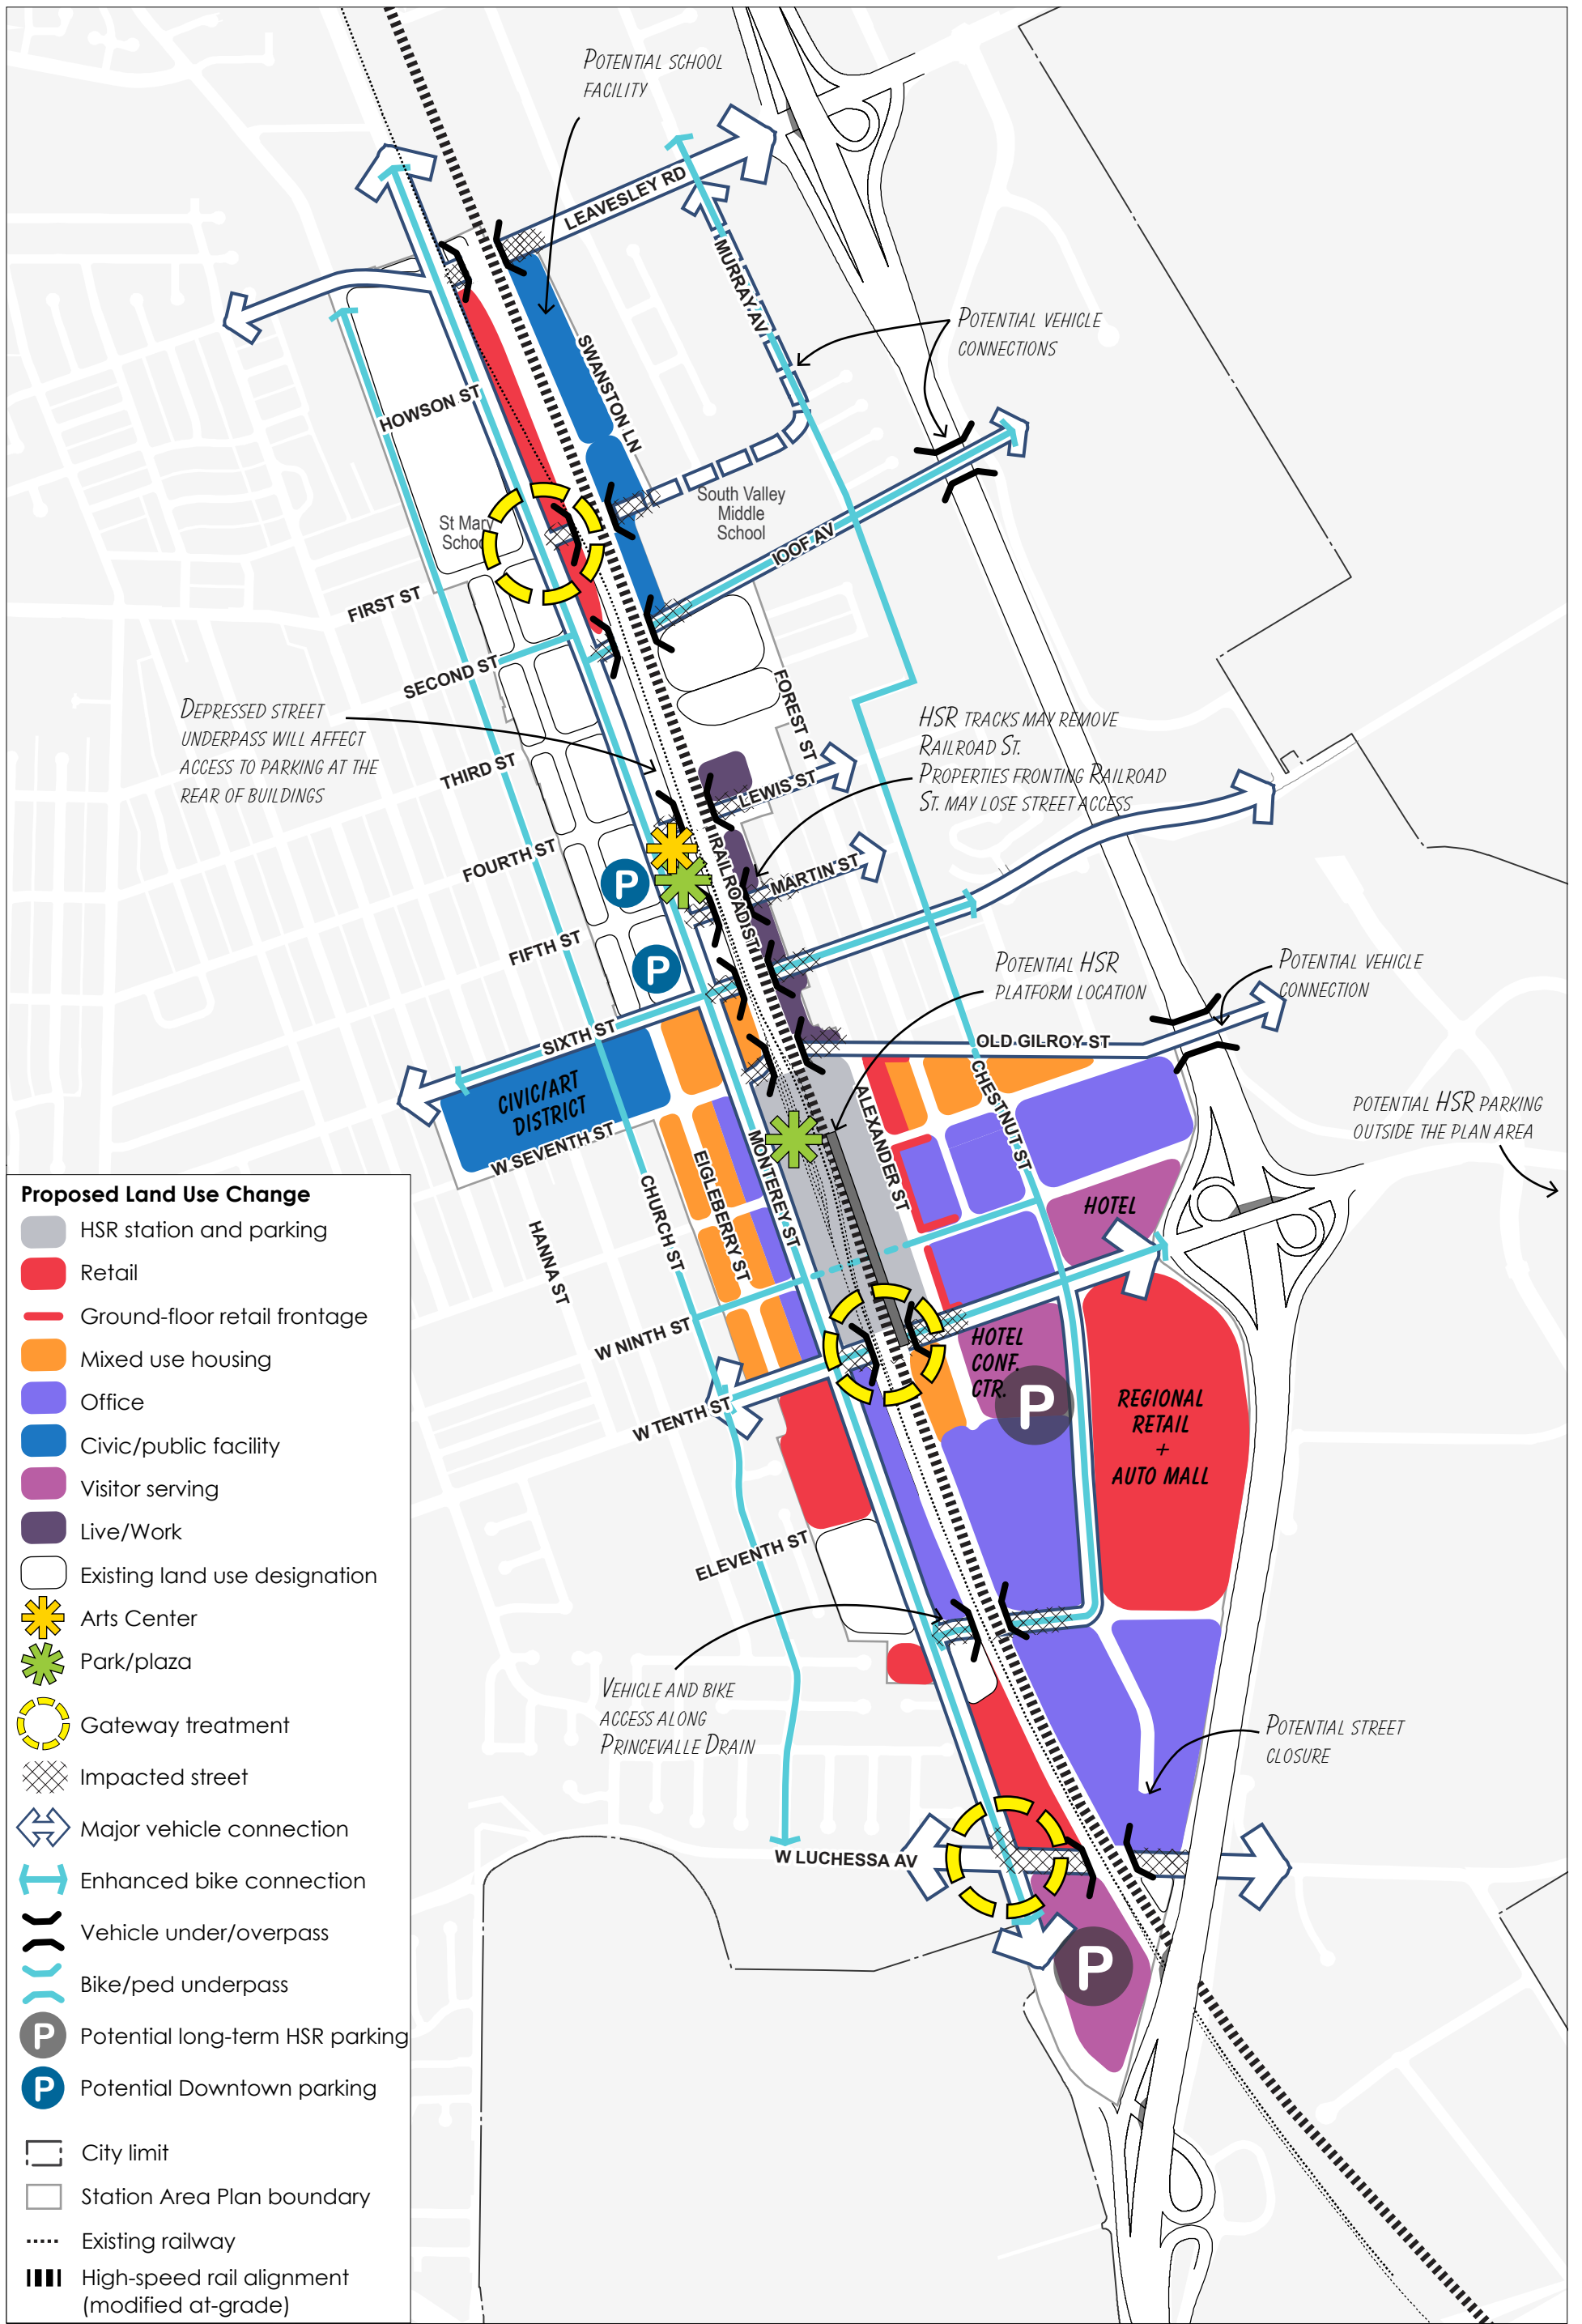 POTENTIAL SCHOOL
FACILITY
LEAVESLEY RD
MURRAY AV
POTENTIAL VEHICLE
CONNECTIONS
SWANSTON LN
HOWSON ST
South Valley
Middle
School
St Mary
School
IOOF AV
FIRST ST
SECOND ST
FOREST ST
DEPRESSED STREET
UNDERPASS WILL AFFECT
ACCESS TO PARKING AT THE
REAR OF BUILDINGS
HSR TRACKS MAY REMOVE
RAILROAD ST.
PROPERTIES FRONTING RAILROAD
ST. MAY LOSE STREET ACCESS
THIRD ST
LEWIS ST
FOURTH ST
RAILROAD ST
MARTIN ST
P
FIFTH ST
P
POTENTIAL HSR
PLATFORM LOCATION
POTENTIAL VEHICLE
CONNECTION
SIXTH ST
OLD GILROY ST
CIVIC/ART
DISTRICT
W SEVENTH ST
CHESTNUT ST
ALEXANDER ST
POTENTIAL HSR PARKING
OUTSIDE THE PLAN AREA
MONTEREY ST
EIGLEBERRY ST
CHURCH ST
HANNA ST
HOTEL
W NINTH ST
HOTEL
CONF.
CTR.
P
REGIONAL
RETAIL
+
AUTO MALL
W TENTH ST
ELEVENTH ST
VEHICLE AND BIKE
ACCESS ALONG
PRINCEVALLE DRAIN
POTENTIAL STREET
CLOSURE
W LUCHESSA AV
P
Proposed Land Use Change
HSR station and parking
Retail
Ground-floor retail frontage
Mixed use housing
Office
Civic/public facility
Visitor serving
Live/Work
Existing land use designation
Arts Center
Park/plaza
Gateway treatment
Impacted street
Major vehicle connection
Enhanced bike connection
Vehicle under/overpass
Bike/ped underpass
P Potential long-term HSR parking
P Potential Downtown parking
City limit
Station Area Plan boundary
Existing railway
High-speed rail alignment
(modified at-grade)